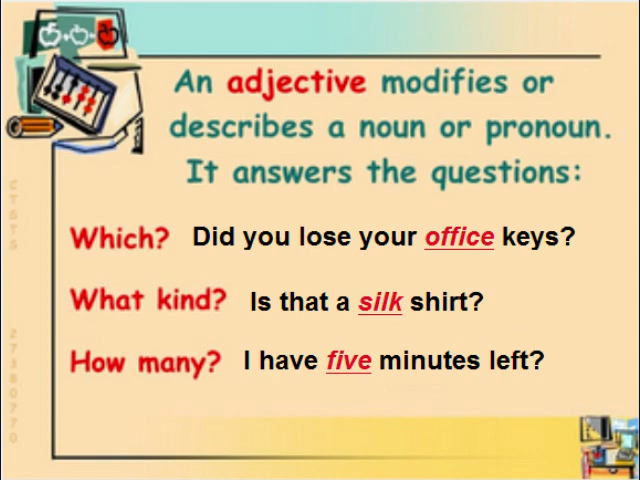 An adjective modifies or
describes a noun or pronoun.
It answers the questions:
Which? Did you lose your office keys?
What kind? Is that a silk shirt?
How many? I have five minutes left?